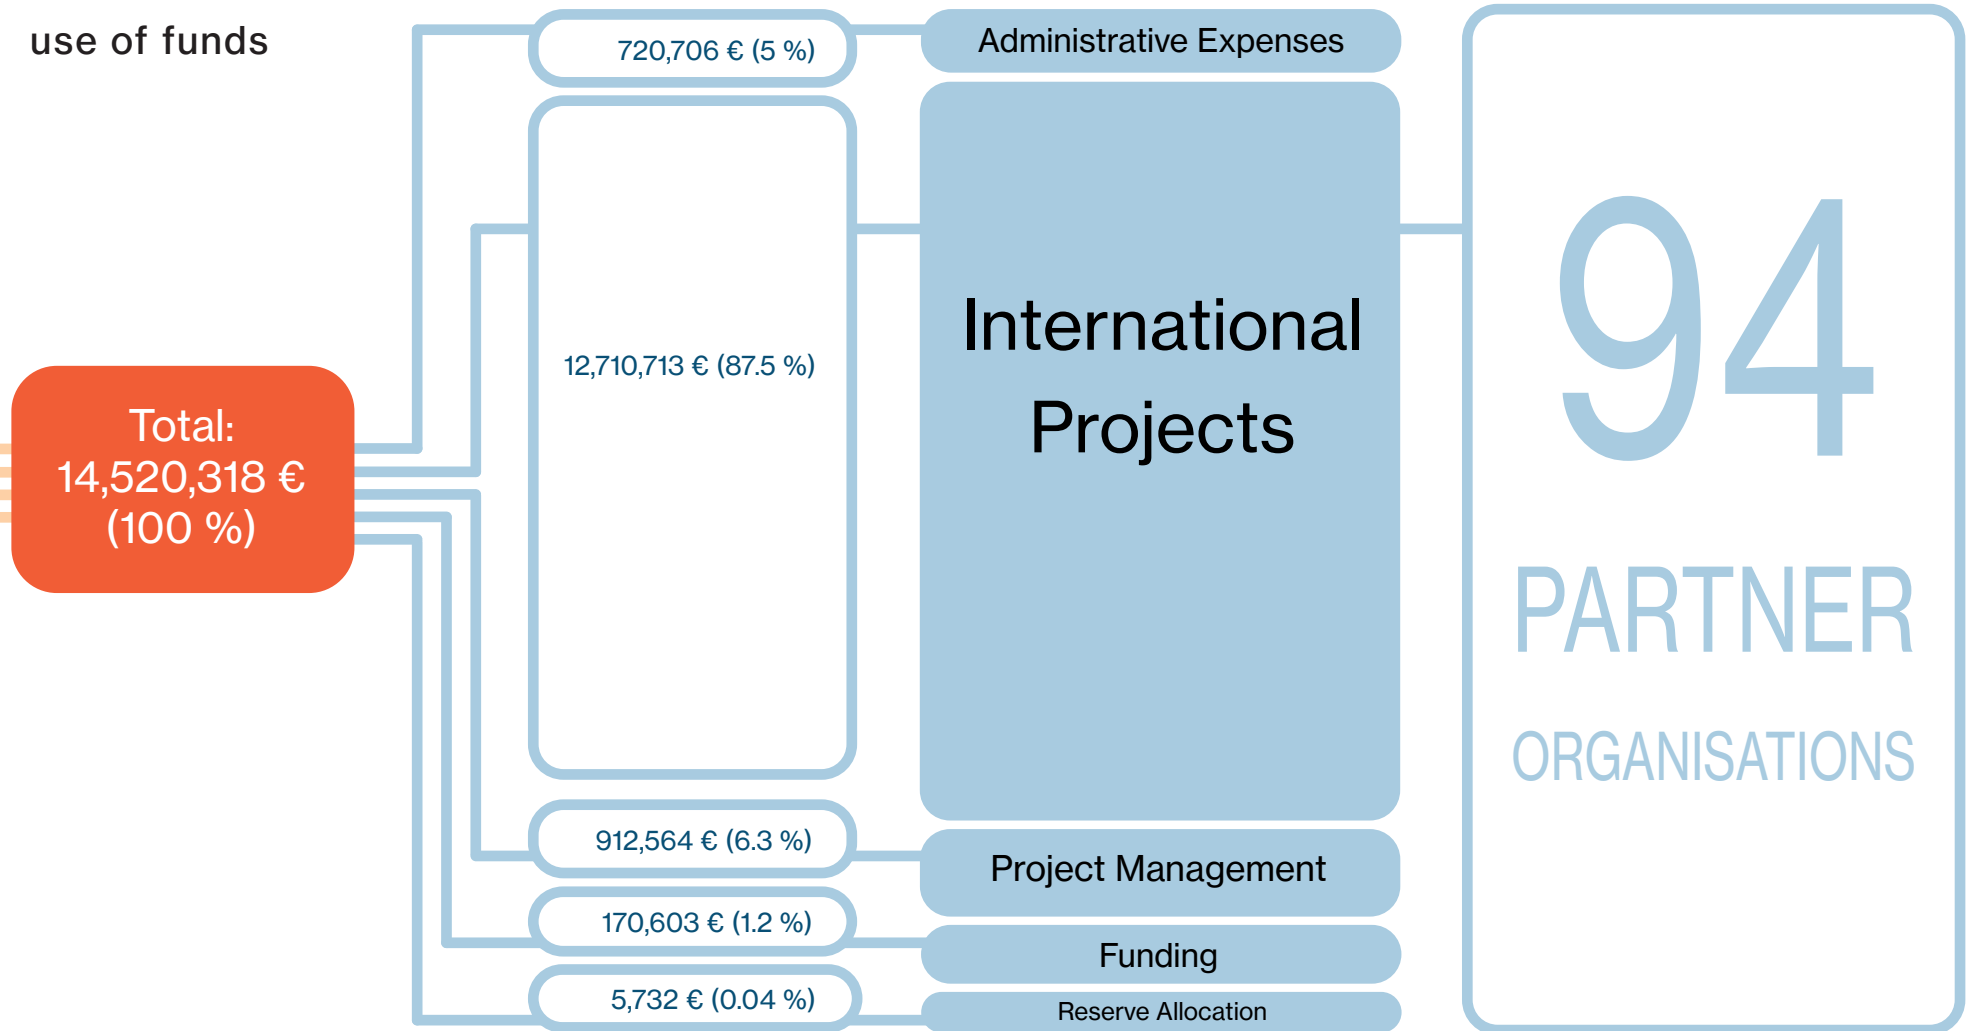 use of funds
Total:
14,520,318 €
(100 %)
720,706 € (5 %)
Administrative Expenses
12,710,713 € (87.5 %)
International
Projects
94
PARTNER
ORGANISATIONS
912,564 € (6.3 %)
Project Management
170,603 € (1.2 %)
Funding
5,732 € (0.04 %)
Reserve Allocation